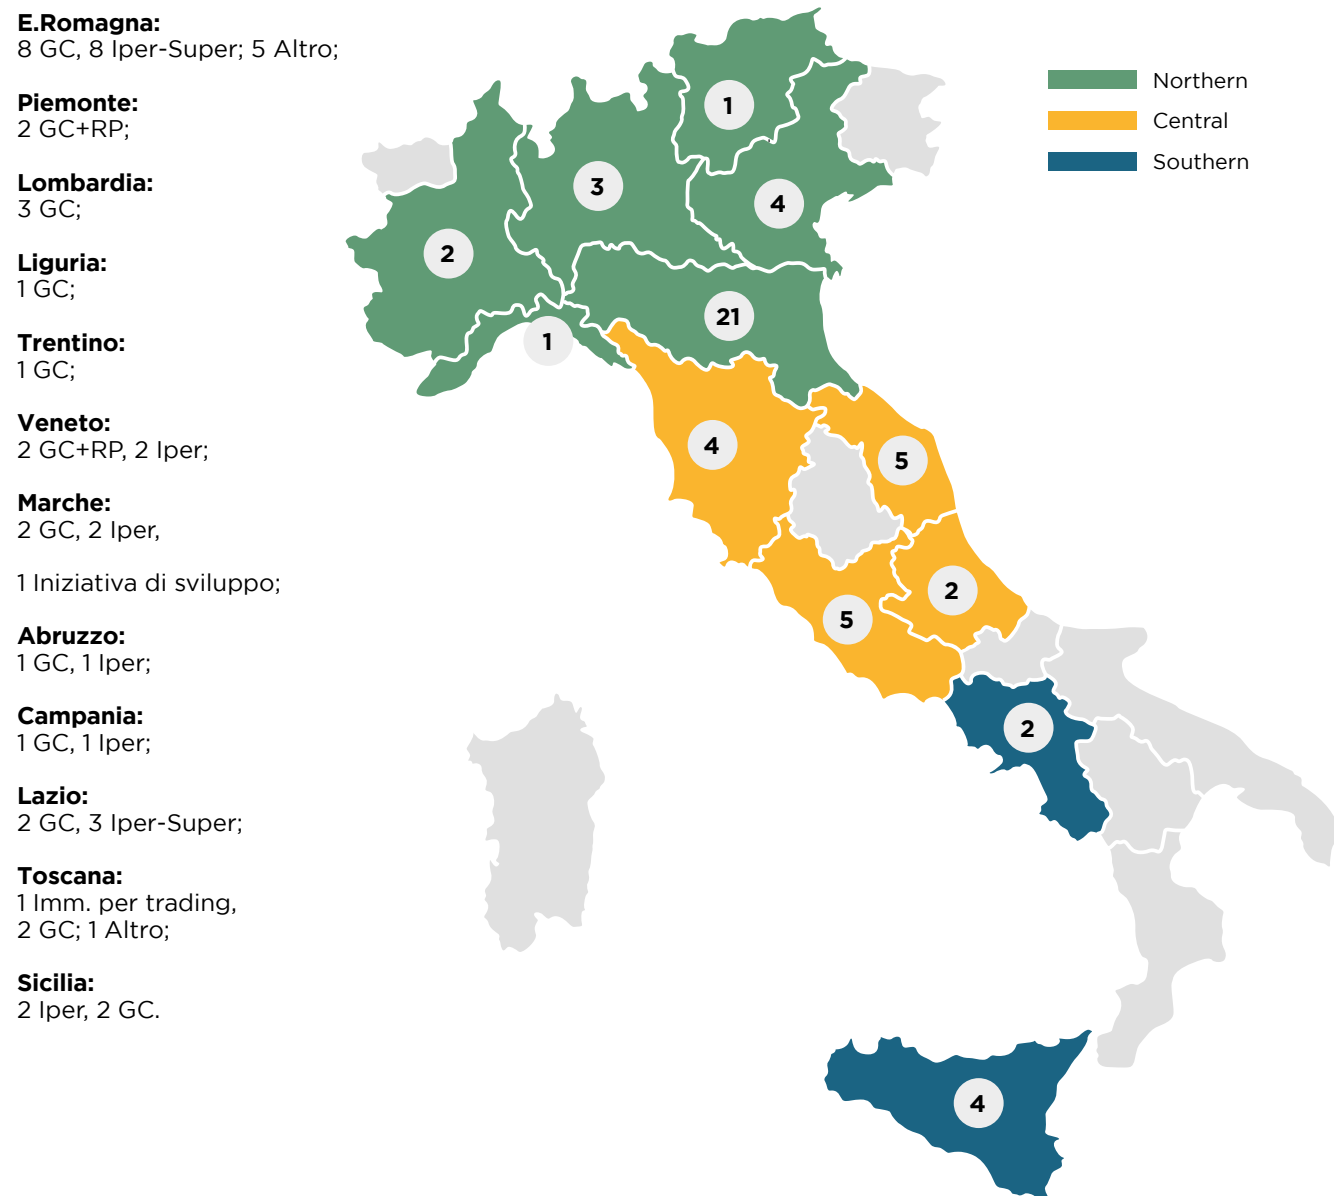 E.Romagna:
8 GC, 8 Iper-Super; 5 Altro;
Piemonte:
2 GC+RP;
Lombardia:
3 GC;
Liguria:
1 GC;
Trentino:
1 GC;
Veneto:
2 GC+RP, 2 Iper;
Marche:
2 GC, 2 Iper,
1 Iniziativa di sviluppo;
Abruzzo:
1 GC, 1 Iper;
Campania:
1 GC, 1 Iper;
Lazio:
2 GC, 3 Iper-Super;
Toscana:
1 Imm. per trading,
2 GC; 1 Altro;
Sicilia:
2 Iper, 2 GC.
Northern
Central
Southern
1
3
4
2
21
1
4
5
2
5
2
4